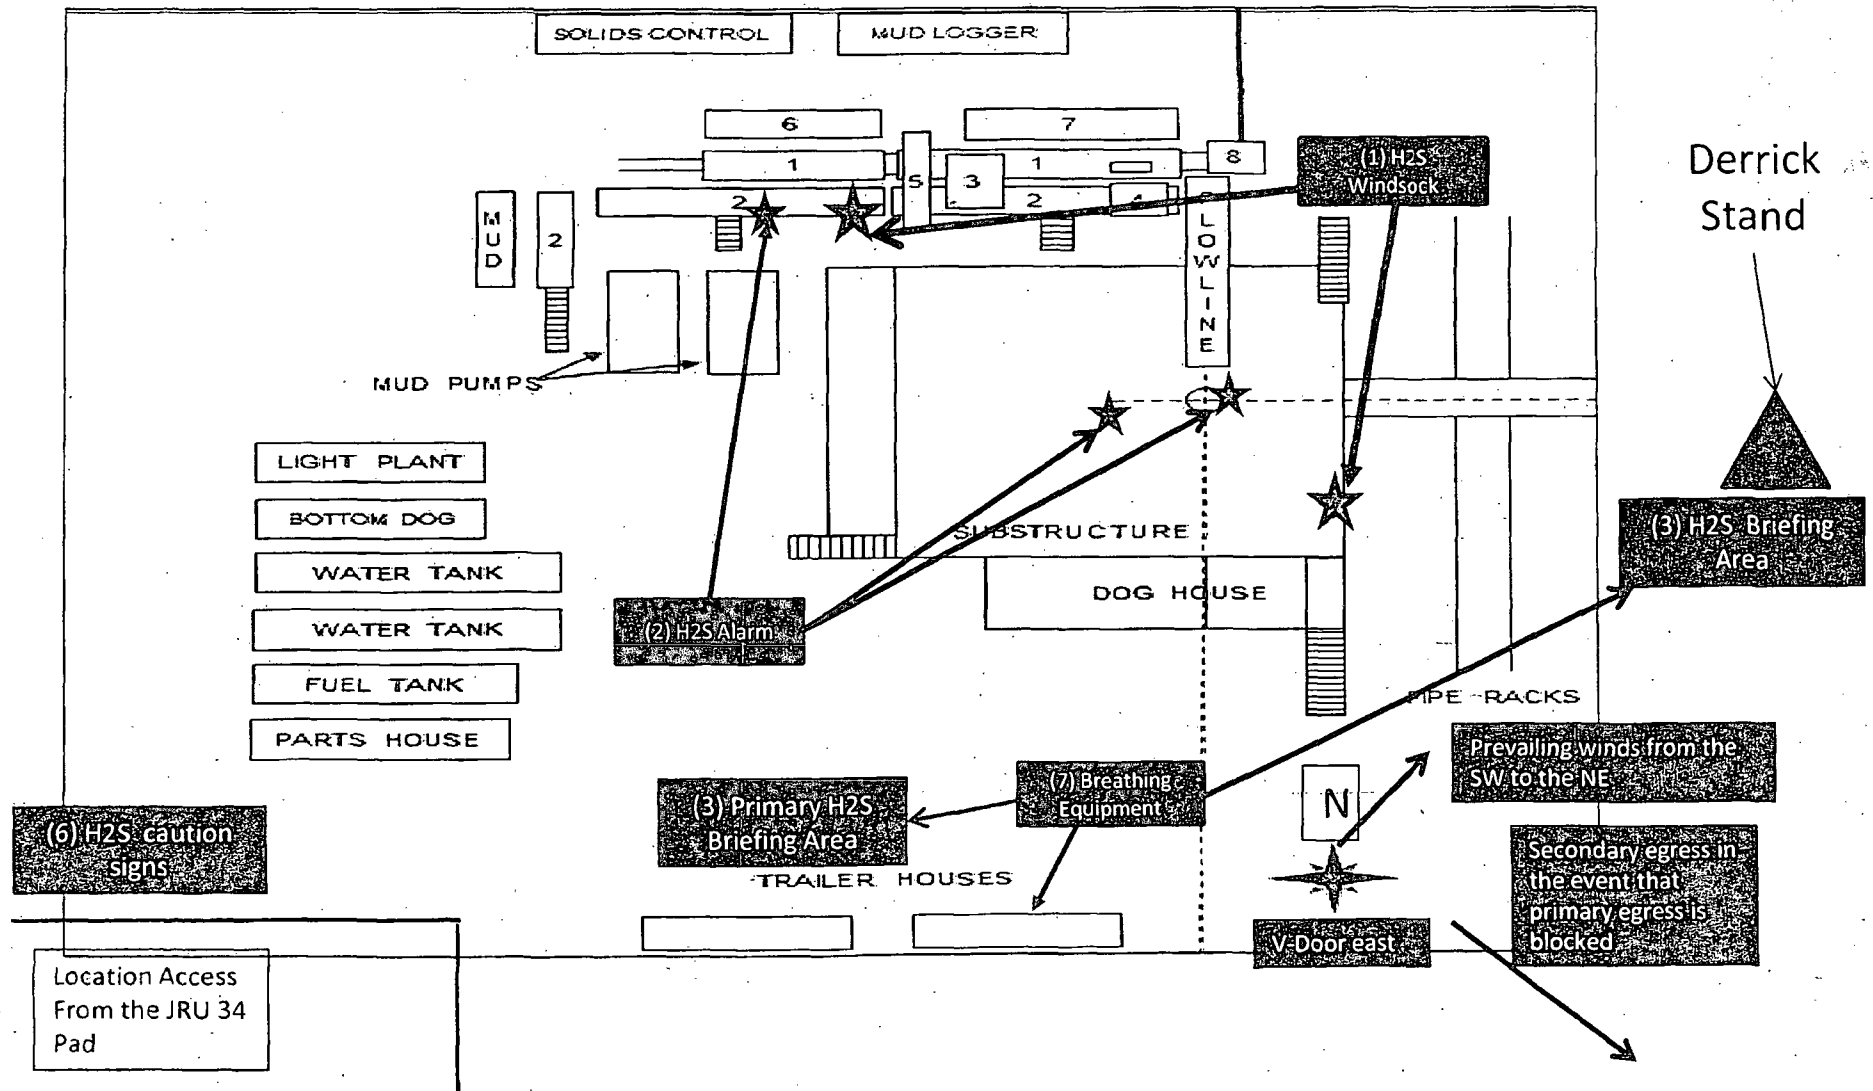 SOLIDS CONTROL
MUD LOGGER
6
7
1
5
3
1
8
(1) H2S
Windsock
Derrick
Stand
2
2
4
MUD
2
FLOWLINE
MUD PUMPS
LIGHT PLANT
BOTTOM DOG
WATER TANK
WATER TANK
FUEL TANK
PARTS HOUSE
SUBSTRUCTURE
DOG HOUSE
(3) H2S Briefing
Area
(2) H2S Alarm
PIPE RACKS
(6) H2S caution
signs
(3) Primary H2S
Briefing Area
(7) Breathing
Equipment
N
Prevailing winds from the
SW to the NE
Secondary egress in
the event that
primary egress is
blocked
TRAILER HOUSES
V-Door east
Location Access
From the JRU 34
Pad